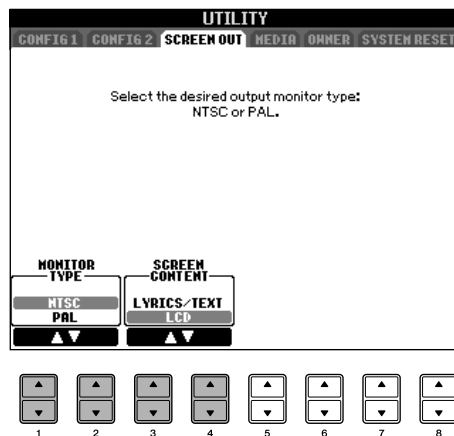 UTILITY
CONFIG 1 CONFIG 2 SCREEN OUT MEDIA OWNER SYSTEM RESET
Select the desired output monitor type:
NTSC or PAL.
MONITOR TYPE
NTSC
PAL
SCREEN CONTENT
LYRICS/TEXT
LCD
1 2 3 4 5 6 7 8